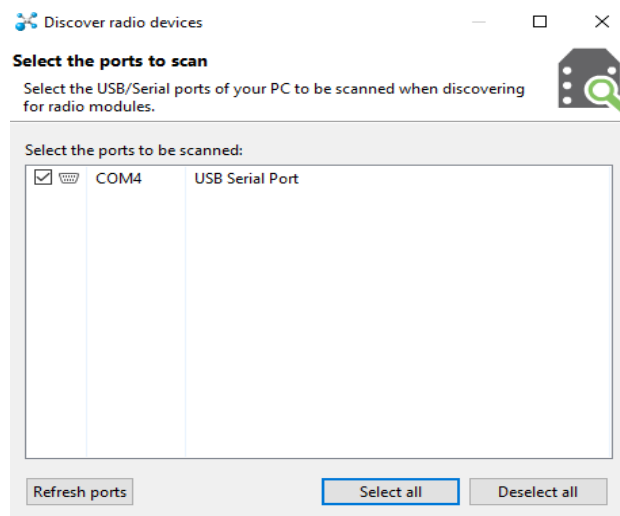 Discover radio devices
Select the ports to scan
Select the USB/Serial ports of your PC to be scanned when discovering
for radio modules.
Select the ports to be scanned:
COM4 USB Serial Port
Refresh ports Select all Deselect all